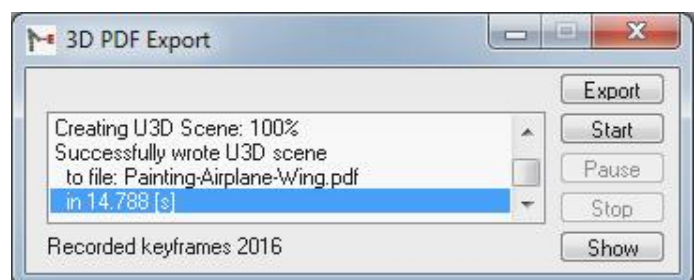 3D PDF Export
Export
Creating U3D Scene: 100%
Successfully wrote U3D scene
to file: Painting-Airplane-Wing.pdf
in 14.788 [s]
Start
Pause
Stop
Recorded keyframes 2016
Show